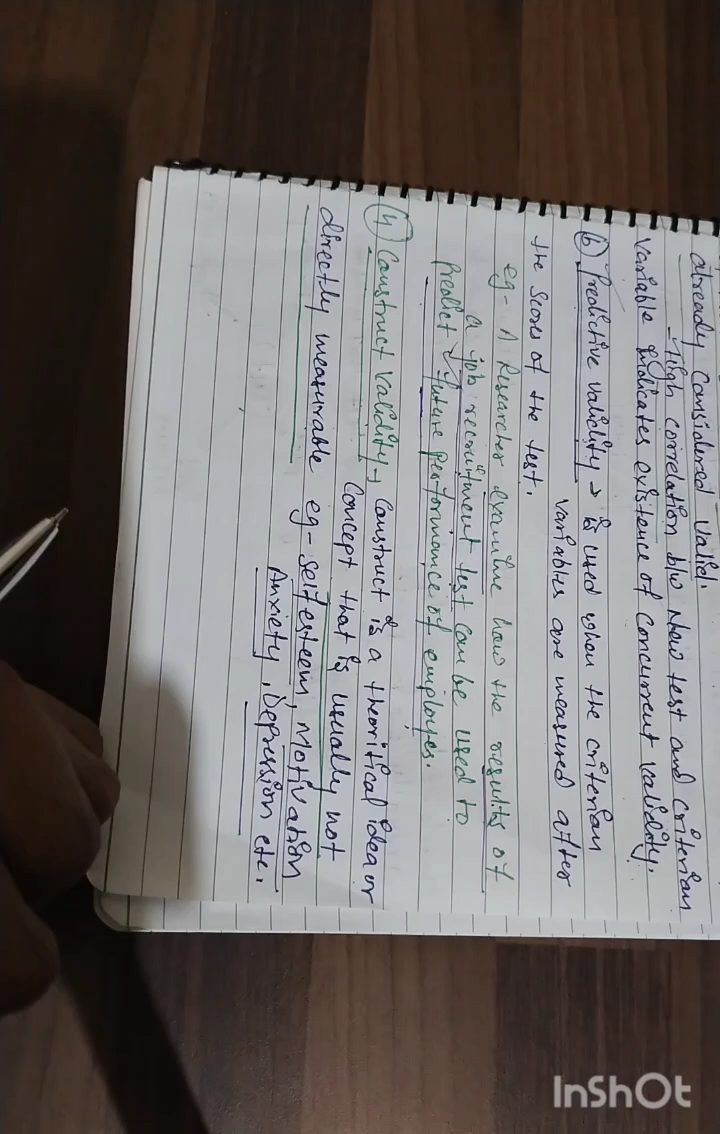 already considered valid.
- High correlation b/w New test and criterian
variable indicates existence of concurrent validity.
(b) Predictive validity → is used when the criterian
variables are measured after
the scores of the test.
eg - A Researcher examine how the results of
a job recruitment test can be used to
predict future performance of employes.
(4) Construct validity → Construct is a theoritical idea or
Concept that is usually not
directly measurable eg - self esteem, Motivation
Anxiety, Depression etc.
InShOt